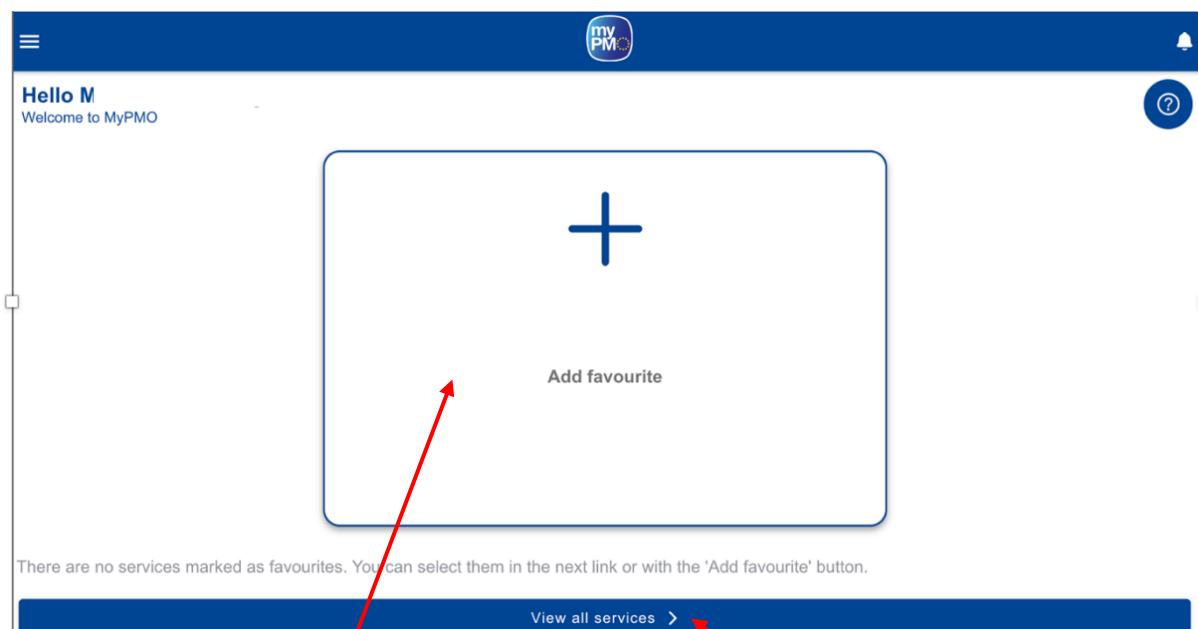 my
PM
Hello M
Welcome to MyPMO
Add favourite
There are no services marked as favourites. You can select them in the next link or with the 'Add favourite' button.
View all services